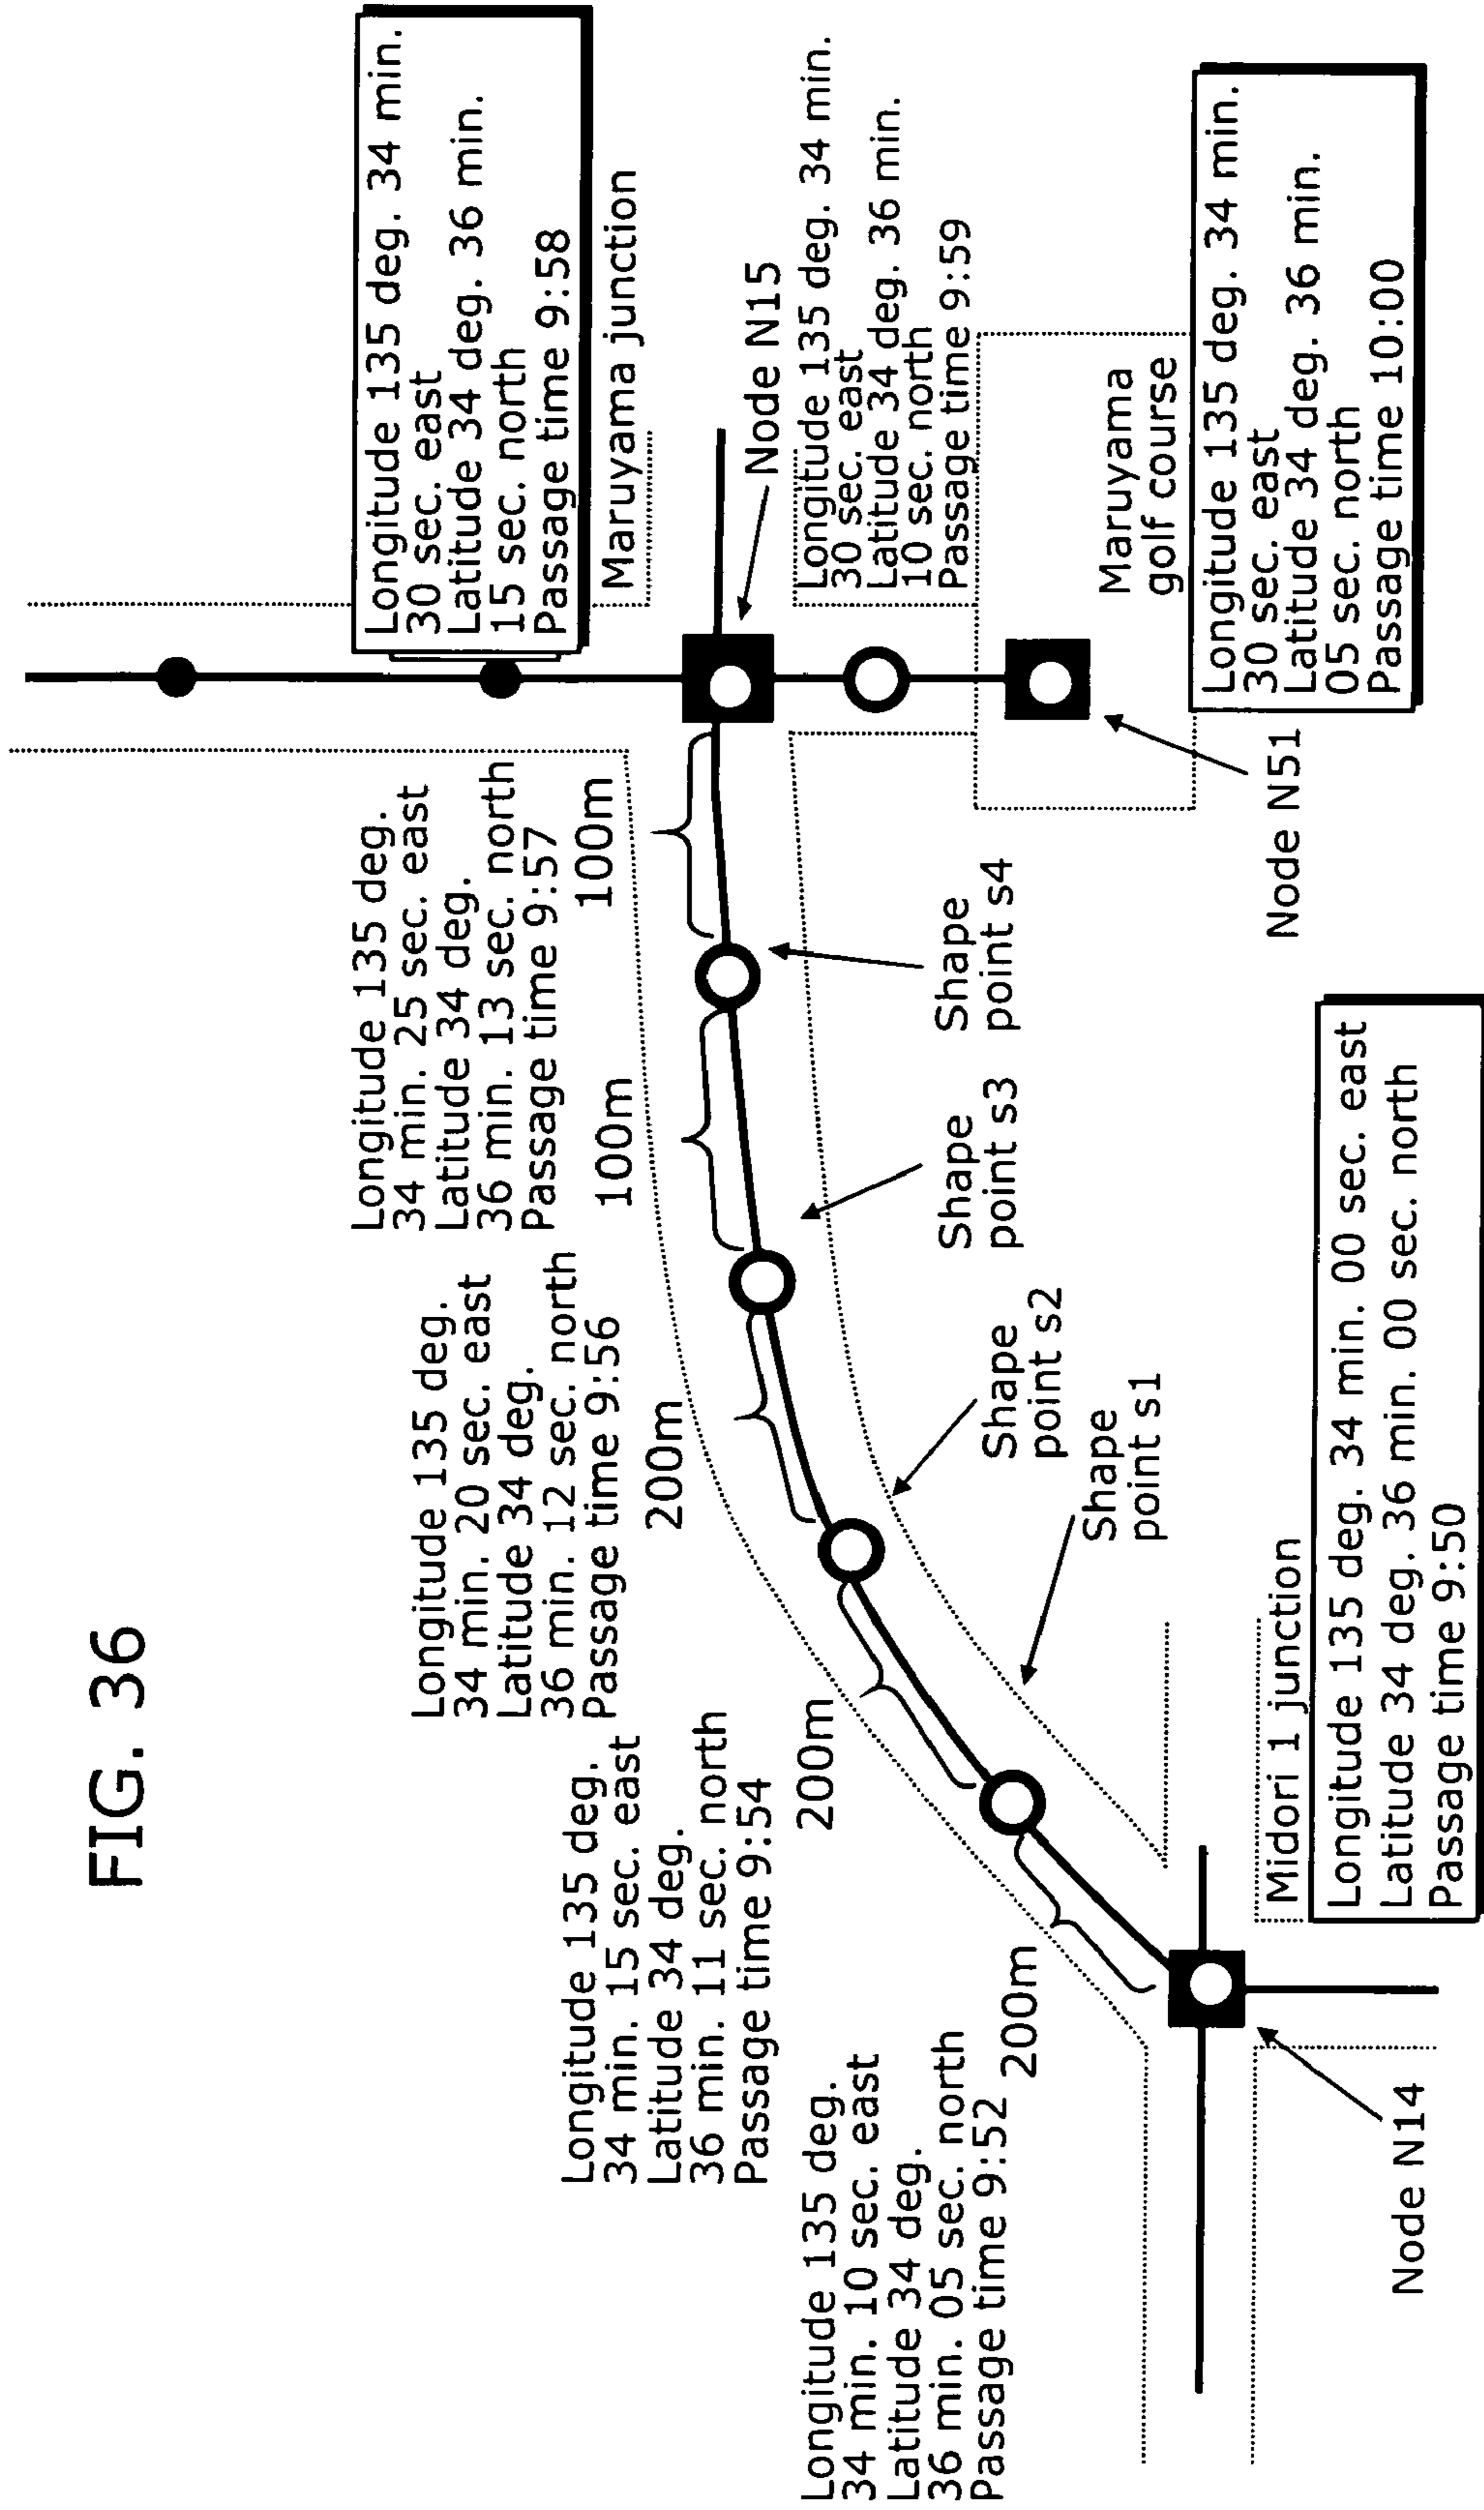 FIG. 36
Longitude 135 deg. 34 min.
30 sec. east
Latitude 34 deg. 36 min.
15 sec. north
Passage time 9:58
Maruyama junction
Longitude 135 deg.
34 min. 25 sec. east
Latitude 34 deg.
36 min. 13 sec. north
Passage time 9:57
100m
Longitude 135 deg.
34 min. 20 sec. east
Latitude 34 deg.
36 min. 12 sec. north
Passage time 9:56
100m
200m
Longitude 135 deg.
34 min. 15 sec. east
Latitude 34 deg.
36 min. 11 sec. north
Passage time 9:54
200m
Longitude 135 deg.
34 min. 10 sec. east
Latitude 34 deg.
36 min. 05 sec. north
Passage time 9:52
200m
Node N15
Longitude 135 deg. 34 min.
30 sec. east
Latitude 34 deg. 36 min.
10 sec. north
Passage time 9:59
Maruyama
golf course
Longitude 135 deg. 34 min.
30 sec. east
Latitude 34 deg. 36 min.
05 sec. north
Passage time 10:00
Node N51
Shape
point s4
Shape
point s3
Shape
point s2
Shape
point s1
Midori 1 junction
Longitude 135 deg. 34 min. 00 sec. east
Latitude 34 deg. 36 min. 00 sec. north
Passage time 9:50
Node N14